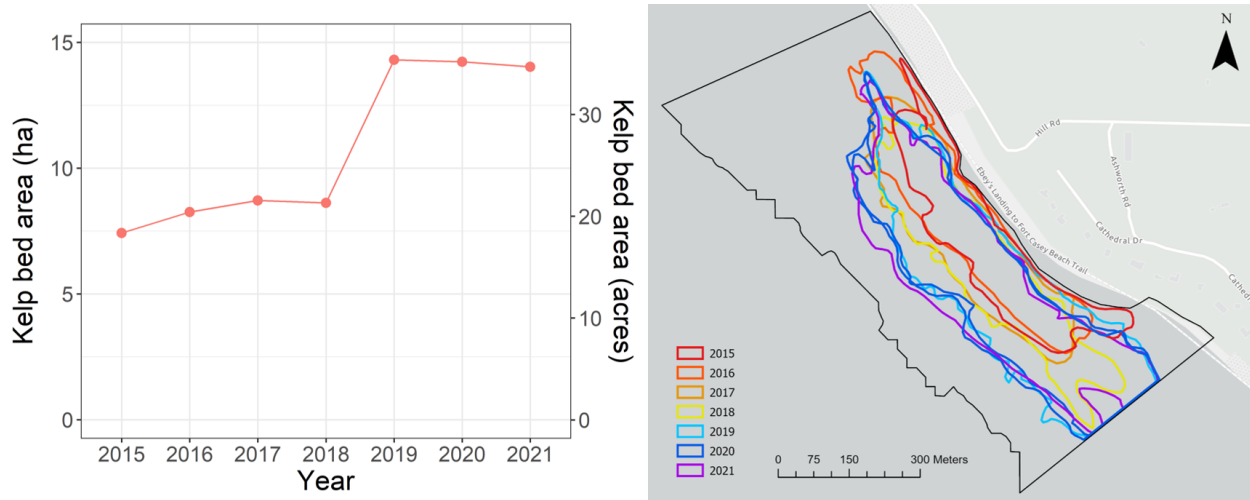 Kelp bed area (ha)
15
10
5
0
2015 2016 2017 2018 2019 2020 2021
Year
30
20
10
0
Kelp bed area (acres)
N
Hill Rd
Ashworth Rd
Ebey's Landing to Fort Casey Beach Trail
Cathedral Dr
Cathed
2015
2016
2017
2018
2019
2020
2021
0 75 150 300 Meters